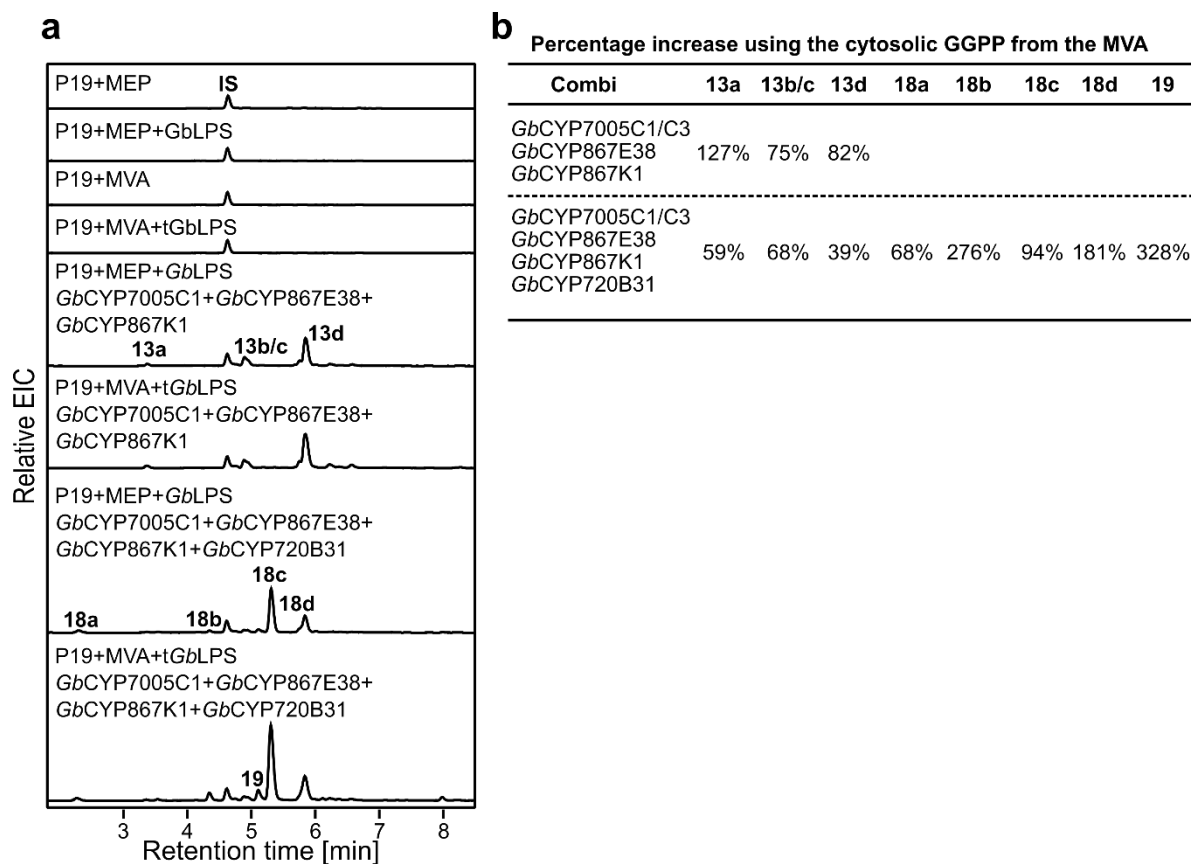 a
P19+MEP
IS
P19+MEP+GbLPS
P19+MVA
P19+MVA+tGbLPS
P19+MEP+GbLPS
GbCYP7005C1+GbCYP867E38+
GbCYP867K1
13a
13b/c
13d
P19+MVA+tGbLPS
GbCYP7005C1+GbCYP867E38+
GbCYP867K1
P19+MEP+GbLPS
GbCYP7005C1+GbCYP867E38+
GbCYP867K1+GbCYP720B31
18a
18b
18c
18d
P19+MVA+tGbLPS
GbCYP7005C1+GbCYP867E38+
GbCYP867K1+GbCYP720B31
19
3 4 5 6 7 8
Retention time [min]
Relative EIC
b
Percentage increase using the cytosolic GGPP from the MVA
Combi 13a 13b/c 13d 18a 18b 18c 18d 19
GbCYP7005C1/C3
GbCYP867E38 127% 75% 82%
GbCYP867K1
GbCYP7005C1/C3
GbCYP867E38
59% 68% 39% 68% 276% 94% 181% 328%
GbCYP867K1
GbCYP720B31